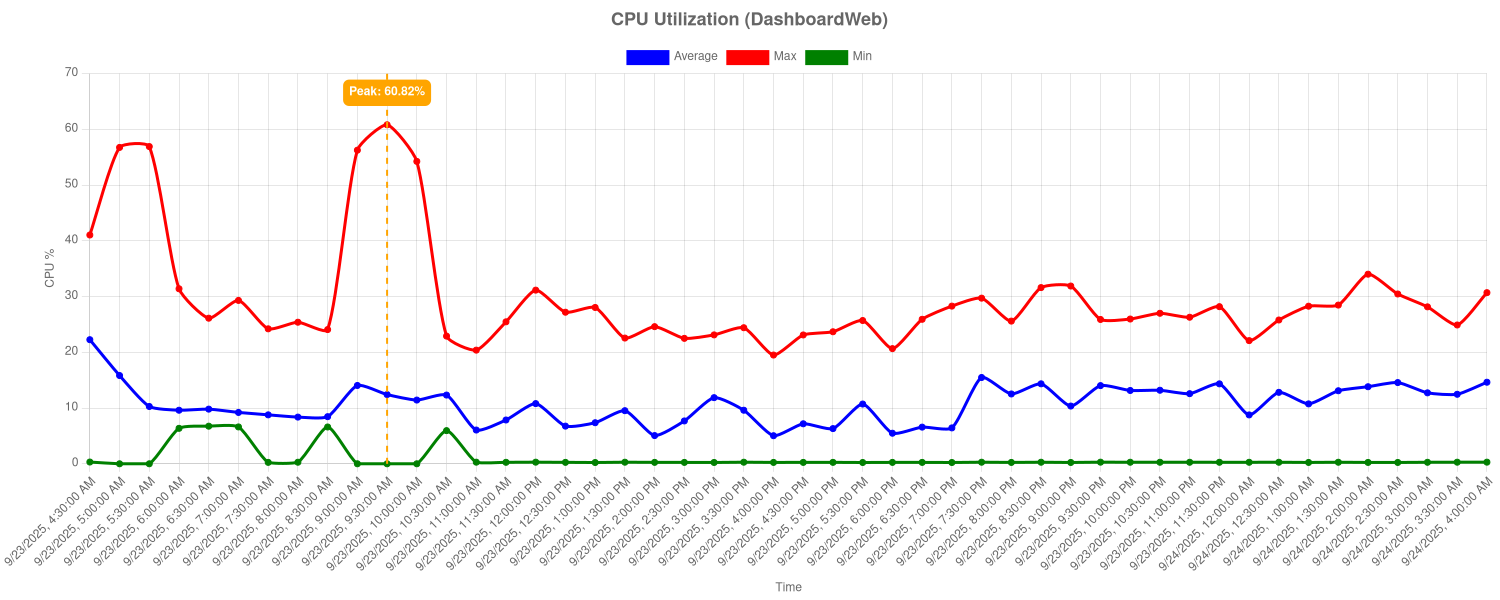 CPU Utilization (DashboardWeb)
Average Max Min
Peak: 60.82%
70
60
50
40
30
20
10
0
CPU %
9/23/2025, 4:30:00 AM
9/23/2025, 5:00:00 AM
9/23/2025, 5:30:00 AM
9/23/2025, 6:00:00 AM
9/23/2025, 6:30:00 AM
9/23/2025, 7:00:00 AM
9/23/2025, 7:30:00 AM
9/23/2025, 8:00:00 AM
9/23/2025, 8:30:00 AM
9/23/2025, 9:00:00 AM
9/23/2025, 9:30:00 AM
9/23/2025, 10:00:00 AM
9/23/2025, 10:30:00 AM
9/23/2025, 11:00:00 AM
9/23/2025, 11:30:00 AM
9/23/2025, 12:00:00 PM
9/23/2025, 12:30:00 PM
9/23/2025, 1:00:00 PM
9/23/2025, 1:30:00 PM
9/23/2025, 2:00:00 PM
9/23/2025, 2:30:00 PM
9/23/2025, 3:00:00 PM
9/23/2025, 3:30:00 PM
9/23/2025, 4:00:00 PM
9/23/2025, 4:30:00 PM
9/23/2025, 5:00:00 PM
9/23/2025, 5:30:00 PM
9/23/2025, 6:00:00 PM
9/23/2025, 6:30:00 PM
9/23/2025, 7:00:00 PM
9/23/2025, 7:30:00 PM
9/23/2025, 8:00:00 PM
9/23/2025, 8:30:00 PM
9/23/2025, 9:00:00 PM
9/23/2025, 9:30:00 PM
9/23/2025, 10:00:00 PM
9/23/2025, 10:30:00 PM
9/23/2025, 11:00:00 PM
9/23/2025, 11:30:00 PM
9/24/2025, 12:00:00 AM
9/24/2025, 12:30:00 AM
9/24/2025, 1:00:00 AM
9/24/2025, 1:30:00 AM
9/24/2025, 2:00:00 AM
9/24/2025, 2:30:00 AM
9/24/2025, 3:00:00 AM
9/24/2025, 3:30:00 AM
9/24/2025, 4:00:00 AM
Time